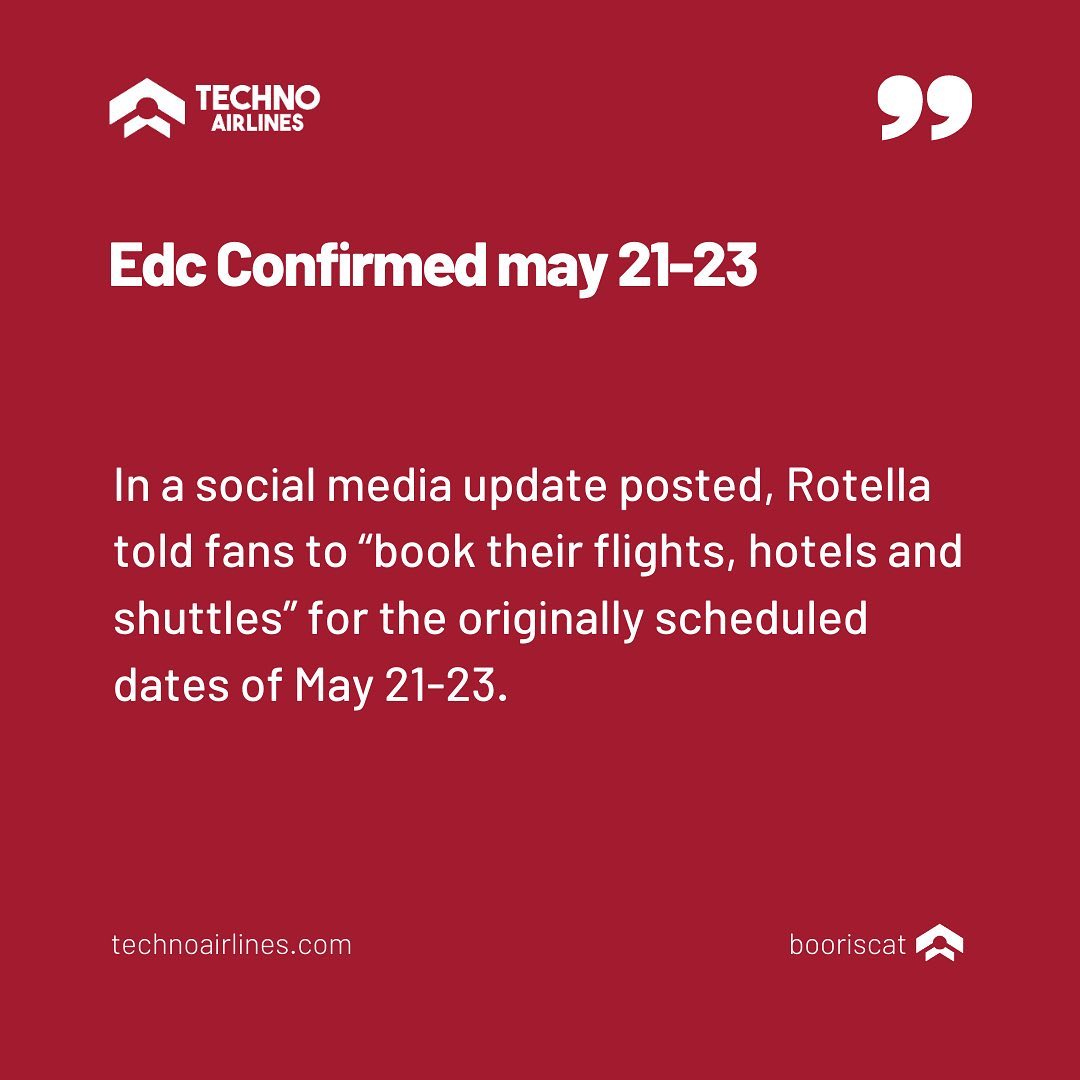 TECHNO
AIRLINES
”
Edc Confirmed may 21-23
In a social media update posted, Rotella
told fans to “book their flights, hotels and
shuttles” for the originally scheduled
dates of May 21-23.
technoairlines.com
booriscat